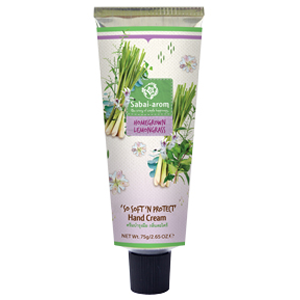 Sabai-arom
HOMEGROWN
LEMONGRASS
"SO SOFT 'N PROTECT"
Hand Cream
NET Wt. 75g/2.65 OZ.℮